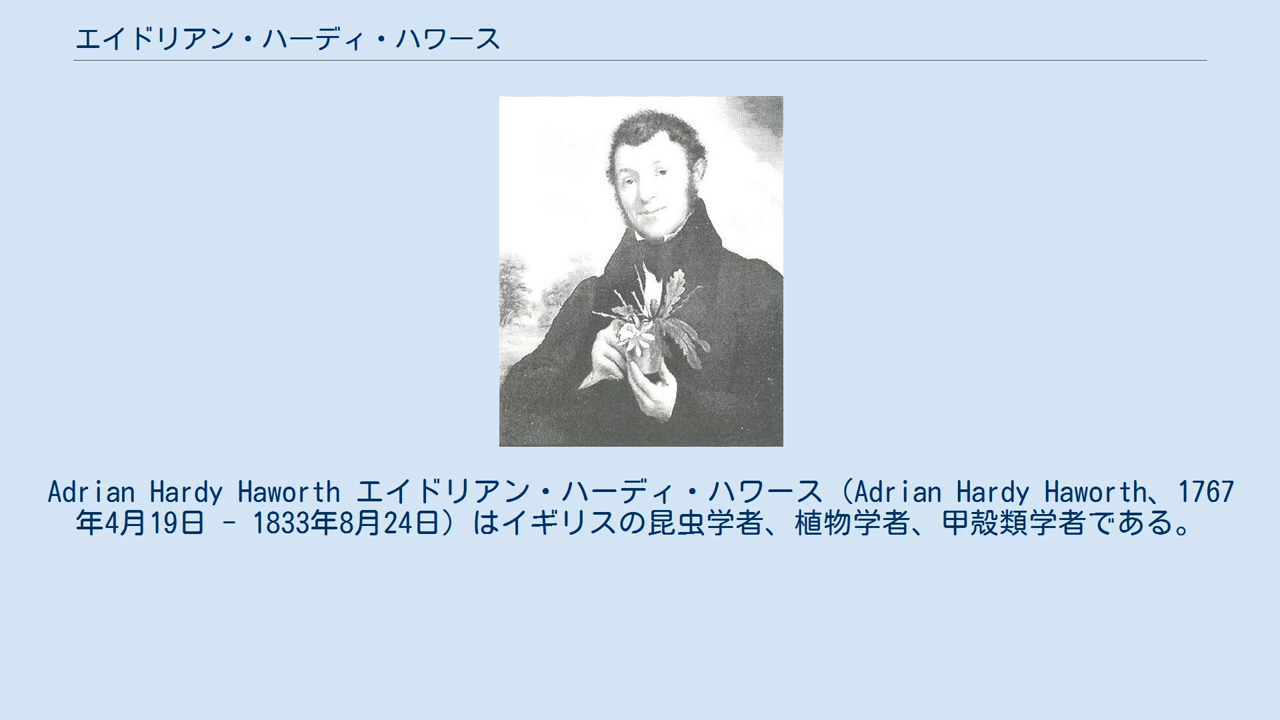 エイドリアン・ハーディ・ハワース
Adrian Hardy Haworth エイドリアン・ハーディ・ハワース（Adrian Hardy Haworth、1767
年4月19日 - 1833年8月24日）はイギリスの昆虫学者、植物学者、甲殻類学者である。